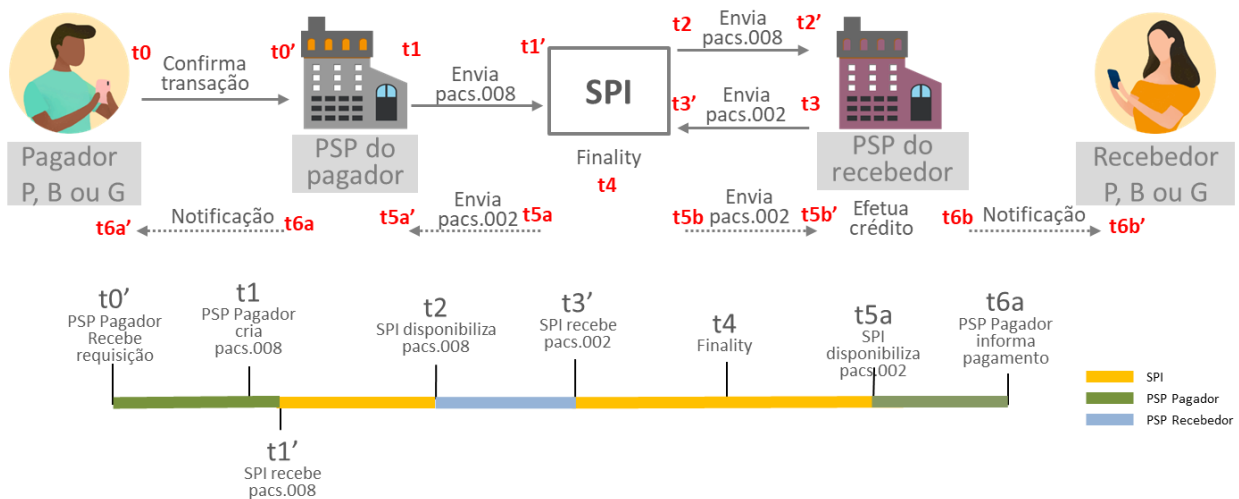 t0
Confirma
transação
t0’
t1
Envia
pacs.008
t1’
SPI
t2
Envia
pacs.008
t2’
t3’
Envia
pacs.002
t3
Pagador
P, B ou G
PSP do
pagador
Finality
t4
PSP do
recebedor
Recebedor
P, B ou G
t6a’
Notificação
t6a
t5a’
Envia
pacs.002
t5a
t5b
Envia
pacs.002
t5b’
Efetua
crédito
t6b
Notificação
t6b’
t0’
PSP Pagador
Recebe
requisição
t1
PSP Pagador
cria
pacs.008
t1’
SPI recebe
pacs.008
t2
SPI disponibiliza
pacs.008
t3’
SPI recebe
pacs.002
t4
Finality
t5a
SPI
disponibiliza
pacs.002
t6a
PSP Pagador
informa
pagamento
SPI
PSP Pagador
PSP Recebedor